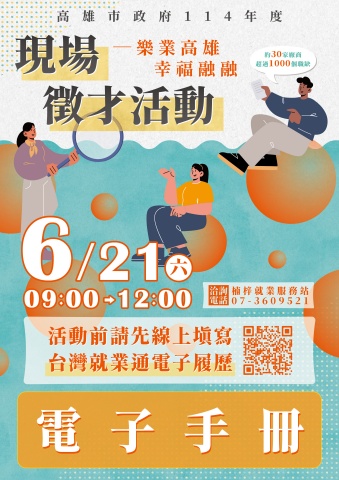 高雄市政府114年度
現場
徵才活動
—樂業高雄
幸福融融
約30家廠商
超過1000個職缺
6/21 六
09:00→12:00
洽詢電話 楠梓就業服務站
07-3609521
活動前請先線上填寫
台灣就業通電子履歷
電子手冊